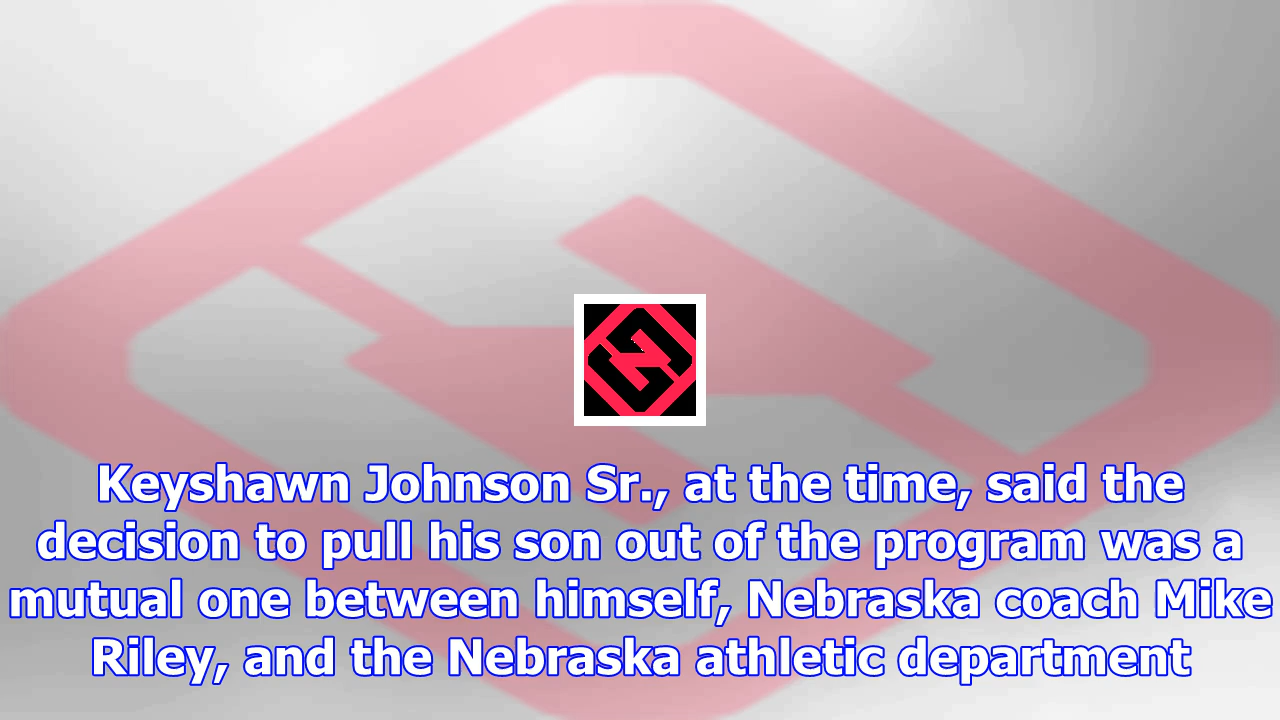 Keyshawn Johnson Sr., at the time, said the
decision to pull his son out of the program was a
mutual one between himself, Nebraska coach Mike
Riley, and the Nebraska athletic department